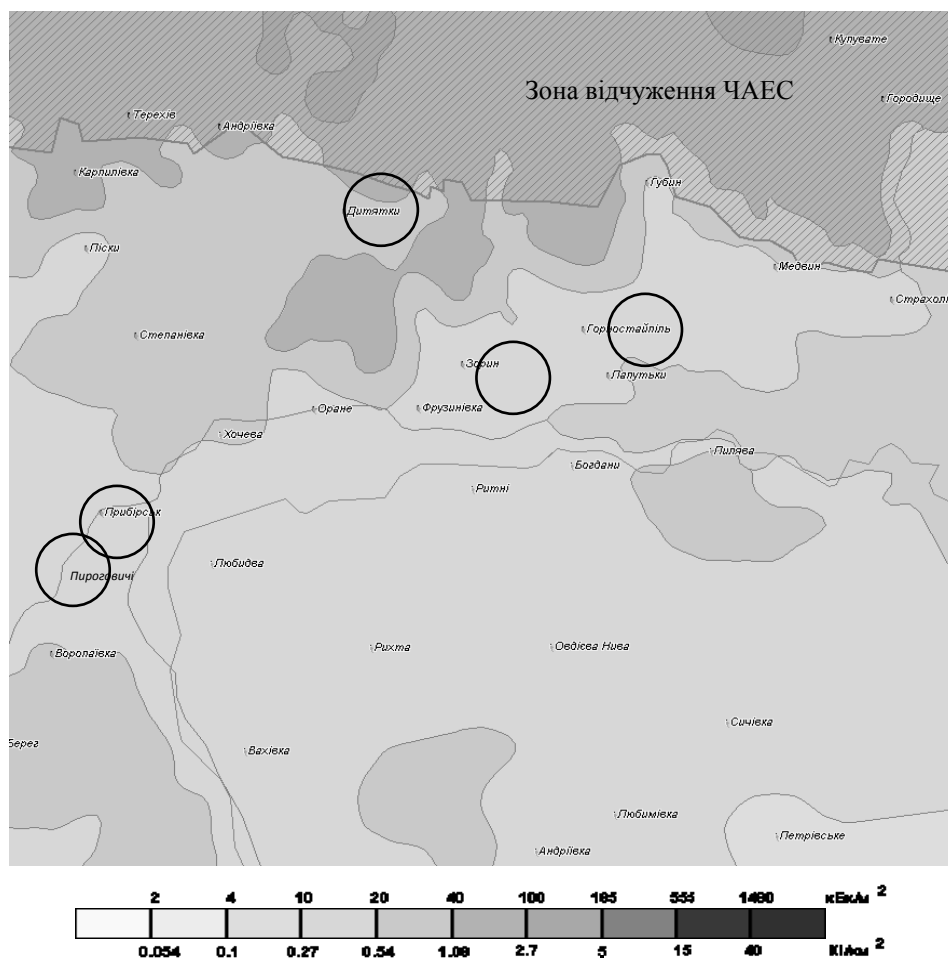 Купувате
Зона відчуження ЧАЕС
Городище
Терехів
Андріївка
Карпилівка
Губин
Дитятки
Піски
Медвин
Страхолі
Степанівка
Горностайпіль
Зорин
Лапутьки
Оране
Фрузинівка
Хочева
Пилява
Богдани
Ритні
Прибірськ
Любидва
Пироговичі
Воропаївка
Рихта
Овдієва Нива
Сичівка
Берег
Вахівка
Любимівка
Петрівське
Андріївка
2 4 10 20 40 100 185 555 1480 кБк/м 2
0.054 0.1 0.27 0.54 1.08 2.7 5 15 40 Кі/км 2